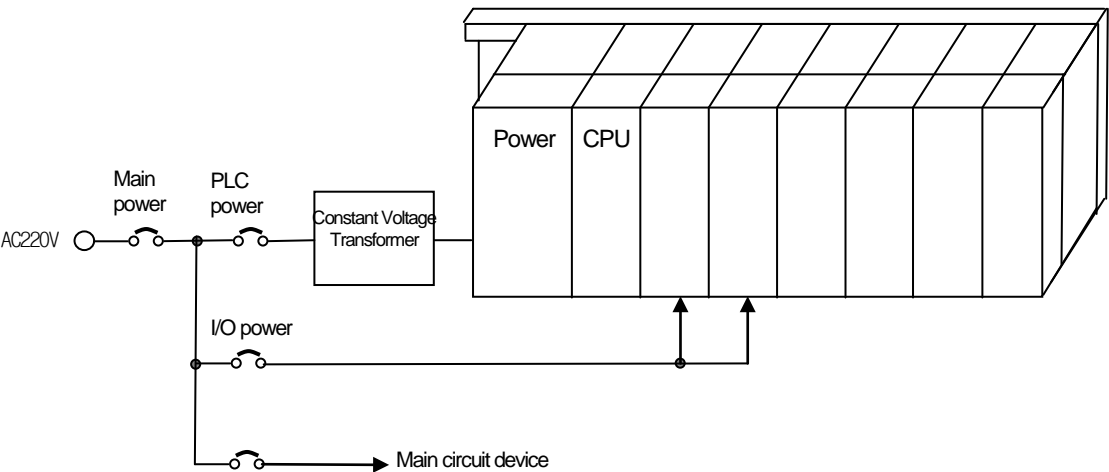 Power
CPU
Main
power
PLC
power
Constant Voltage
Transformer
AC220V
I/O power
Main circuit device